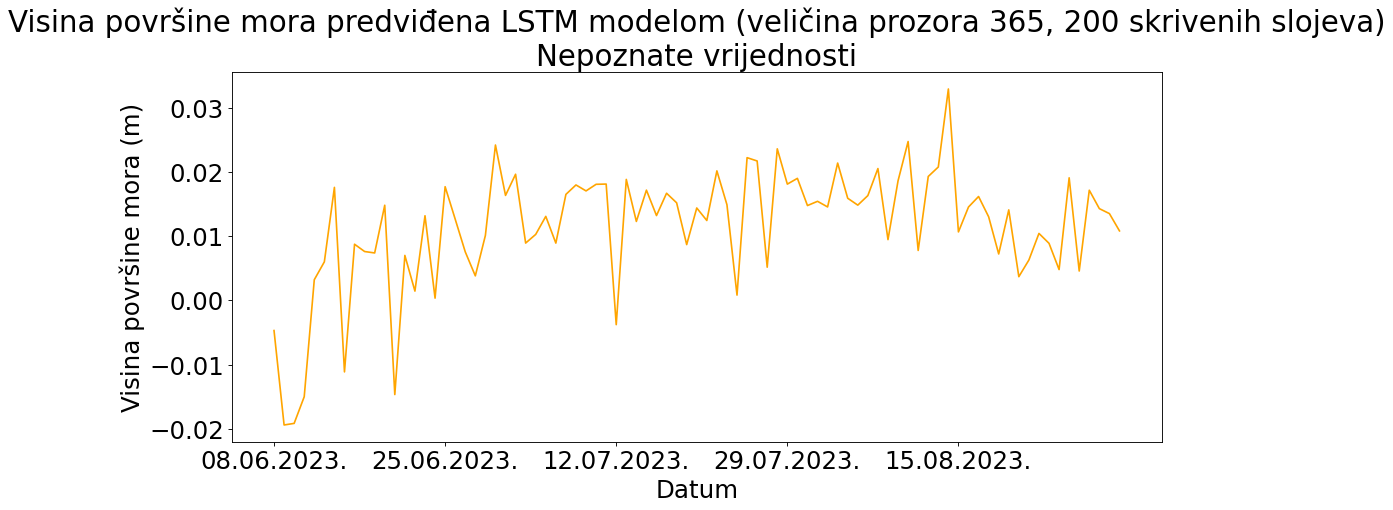 Visina površine mora predviđena LSTM modelom (veličina prozora 365, 200 skrivenih slojeva)
Nepoznate vrijednosti
Visina površine mora (m)
0.03
0.02
0.01
0.00
−0.01
−0.02
08.06.2023. 25.06.2023. 12.07.2023. 29.07.2023. 15.08.2023.
Datum